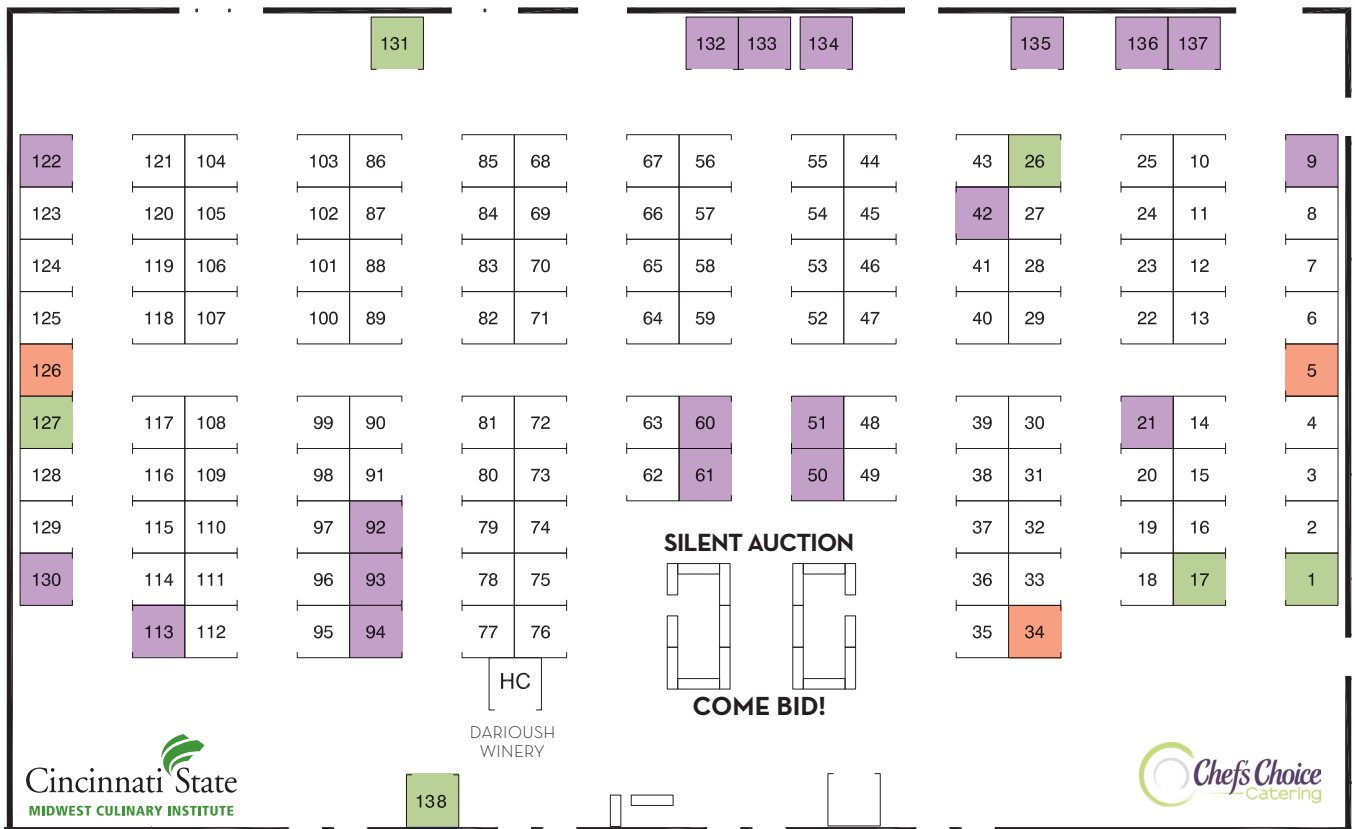 131 132 133 134 135 136 137
122 121 104 103 86 85 68 67 56 55 44 43 26 25 10 9
123 120 105 102 87 84 69 66 57 54 45 42 27 24 11 8
124 119 106 101 88 83 70 65 58 53 46 41 28 23 12 7
125 118 107 100 89 82 71 64 59 52 47 40 29 22 13 6
126 5
127 117 108 99 90 81 72 63 60 51 48 39 30 21 14 4
128 116 109 98 91 80 73 62 61 50 49 38 31 20 15 3
129 115 110 97 92 79 74 37 32 19 16 2
SILENT AUCTION
130 114 111 96 93 78 75 36 33 18 17 1
113 112 95 94 77 76 35 34
HC
COME BID!
DARIOUSH
WINERY
Cincinnati State
MIDWEST CULINARY INSTITUTE
138
Chef's Choice
Catering